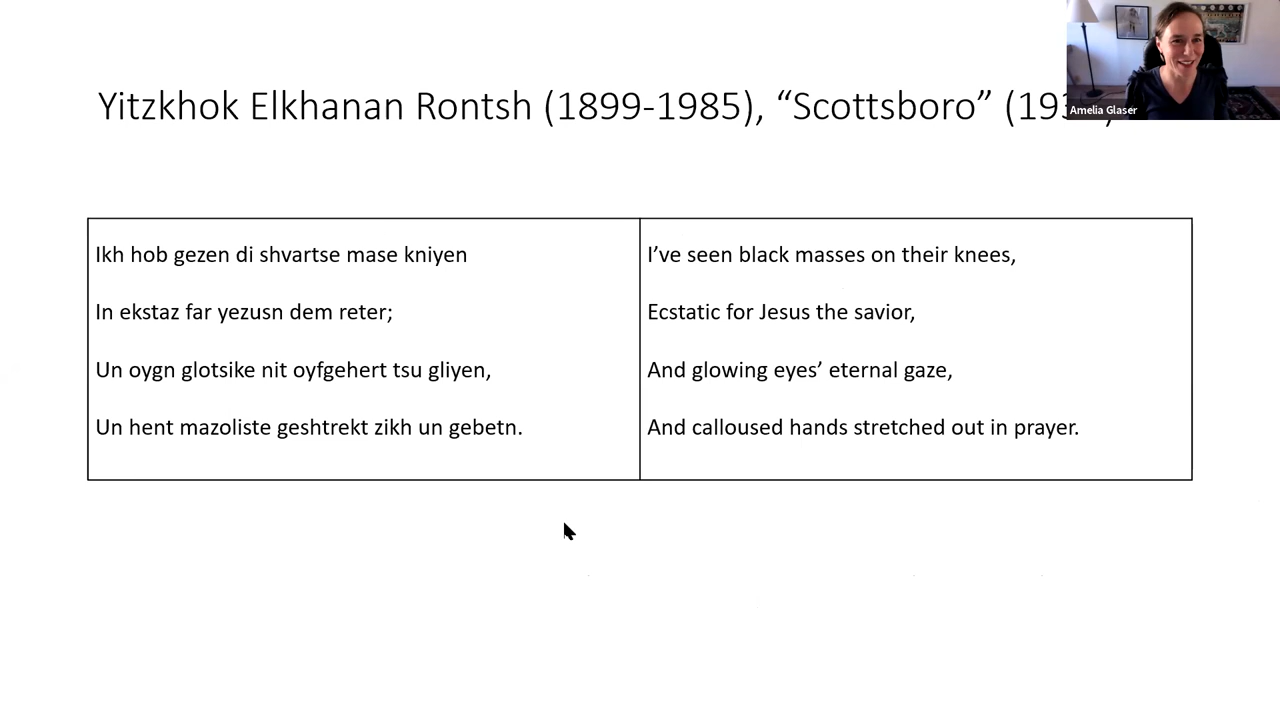 Yitzkhok Elkhanan Rontsh (1899-1985), “Scottsboro”
Amelia Glaser
Ikh hob gezen di shvartse mase kniyen
In ekstaz far yezusn dem reter;
Un oygn glotsike nit oyfgehert tsu gliyen,
Un hent mazoliste geshtrekt zikh un gebetn.
I’ve seen black masses on their knees,
Ecstatic for Jesus the savior,
And glowing eyes’ eternal gaze,
And calloused hands stretched out in prayer.